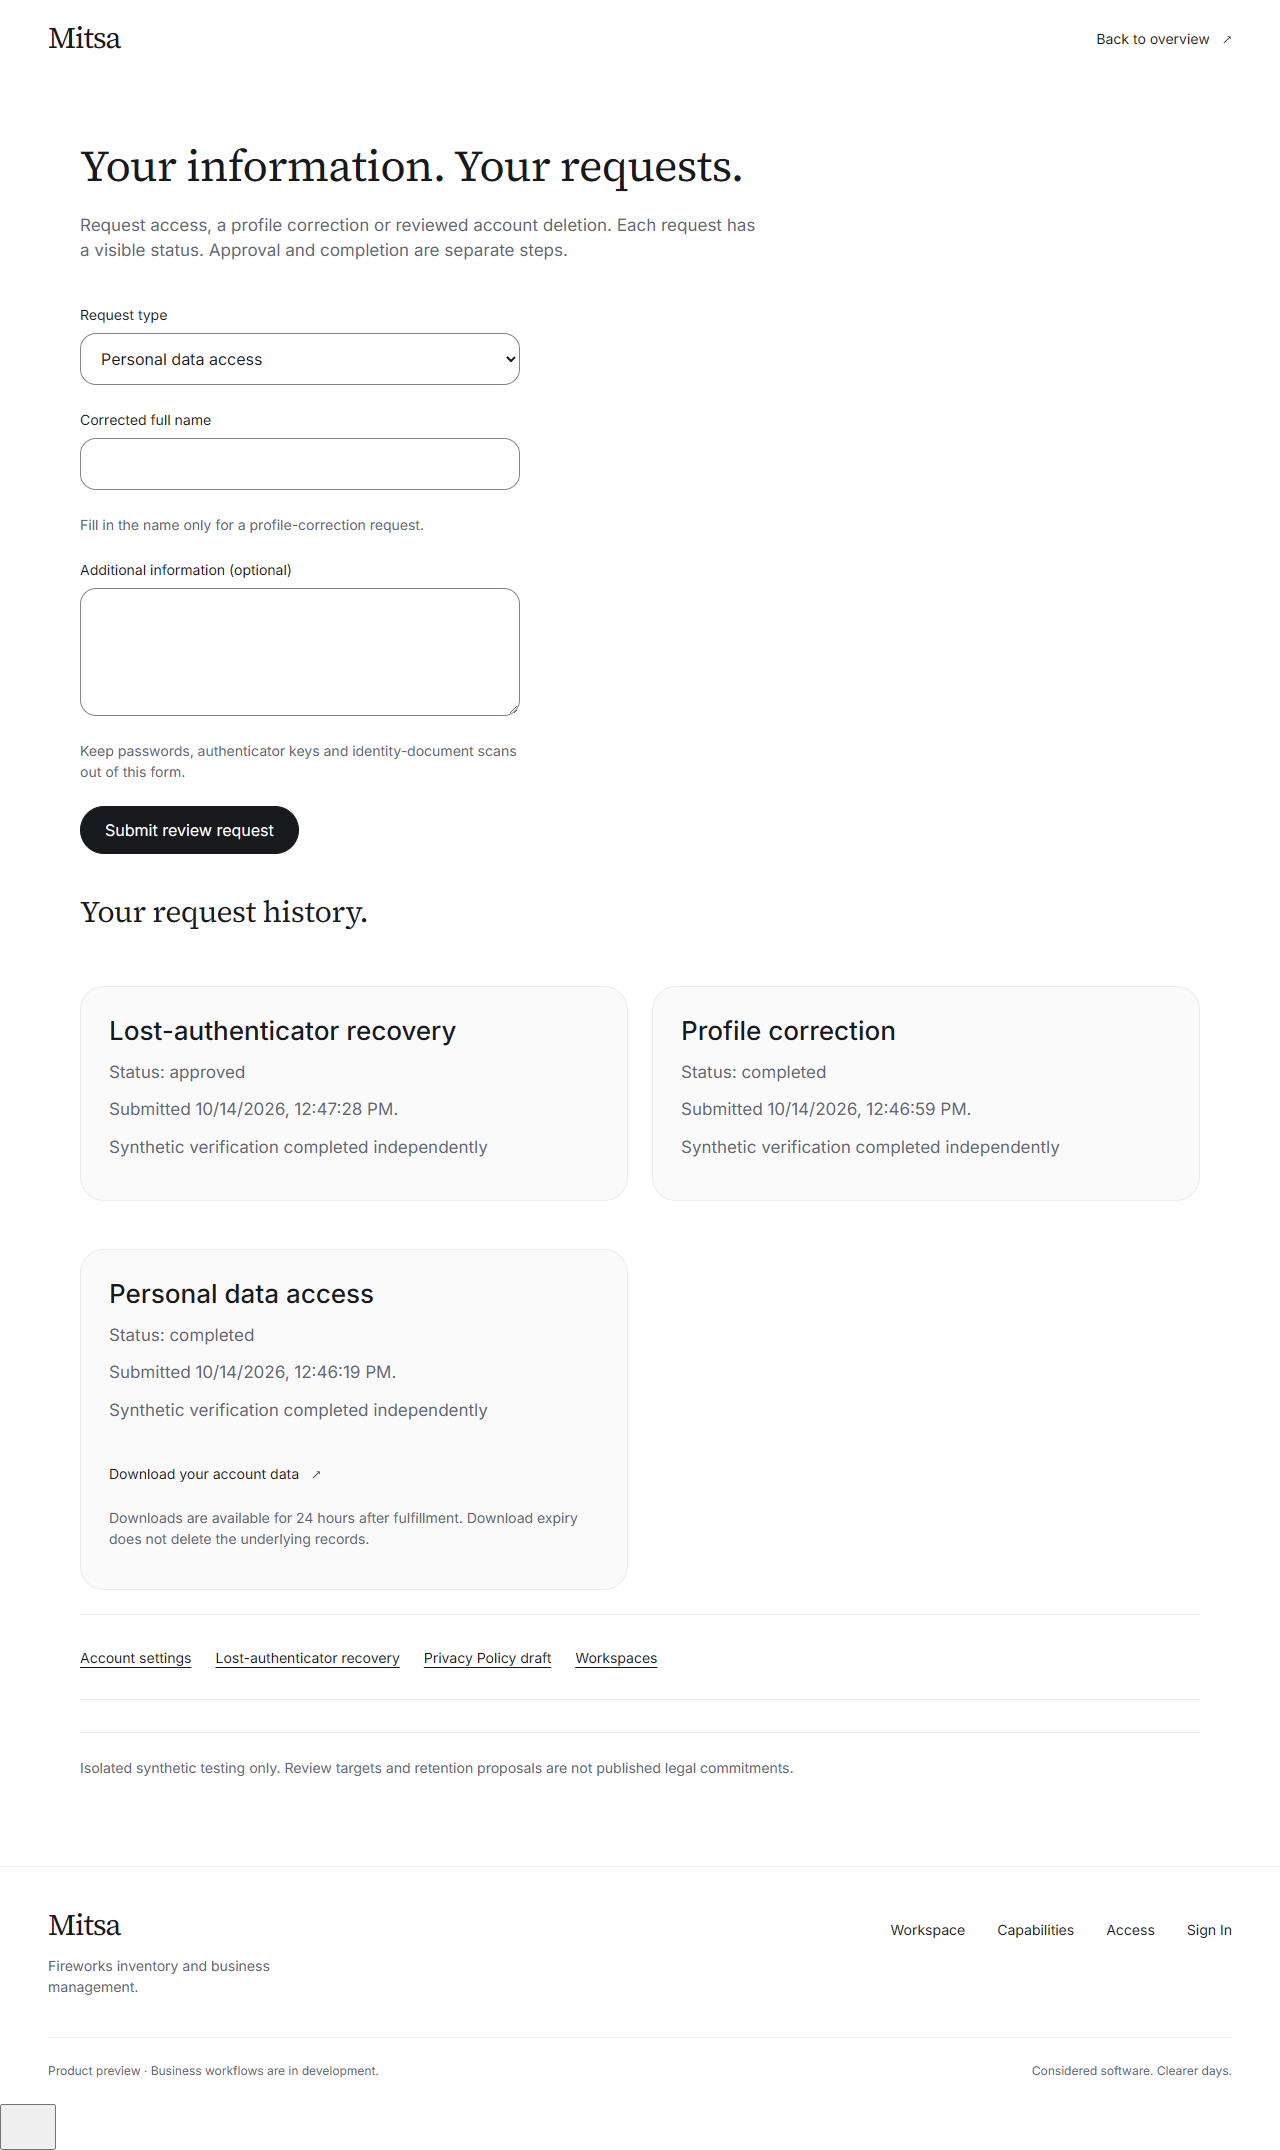 Mitsa
Back to overview ↗
Your information. Your requests.
Request access, a profile correction or reviewed account deletion. Each request has
a visible status. Approval and completion are separate steps.
Request type
Personal data access
Corrected full name
Fill in the name only for a profile-correction request.
Additional information (optional)
Keep passwords, authenticator keys and identity-document scans
out of this form.
Submit review request
Your request history.
Lost-authenticator recovery
Status: approved
Submitted 10/14/2026, 12:47:28 PM.
Synthetic verification completed independently
Profile correction
Status: completed
Submitted 10/14/2026, 12:46:59 PM.
Synthetic verification completed independently
Personal data access
Status: completed
Submitted 10/14/2026, 12:46:19 PM.
Synthetic verification completed independently
Download your account data ↗
Downloads are available for 24 hours after fulfillment. Download expiry
does not delete the underlying records.
Account settings Lost-authenticator recovery Privacy Policy draft Workspaces
Isolated synthetic testing only. Review targets and retention proposals are not published legal commitments.
Mitsa
Fireworks inventory and business
management.
Workspace Capabilities Access Sign In
Product preview · Business workflows are in development.
Considered software. Clearer days.